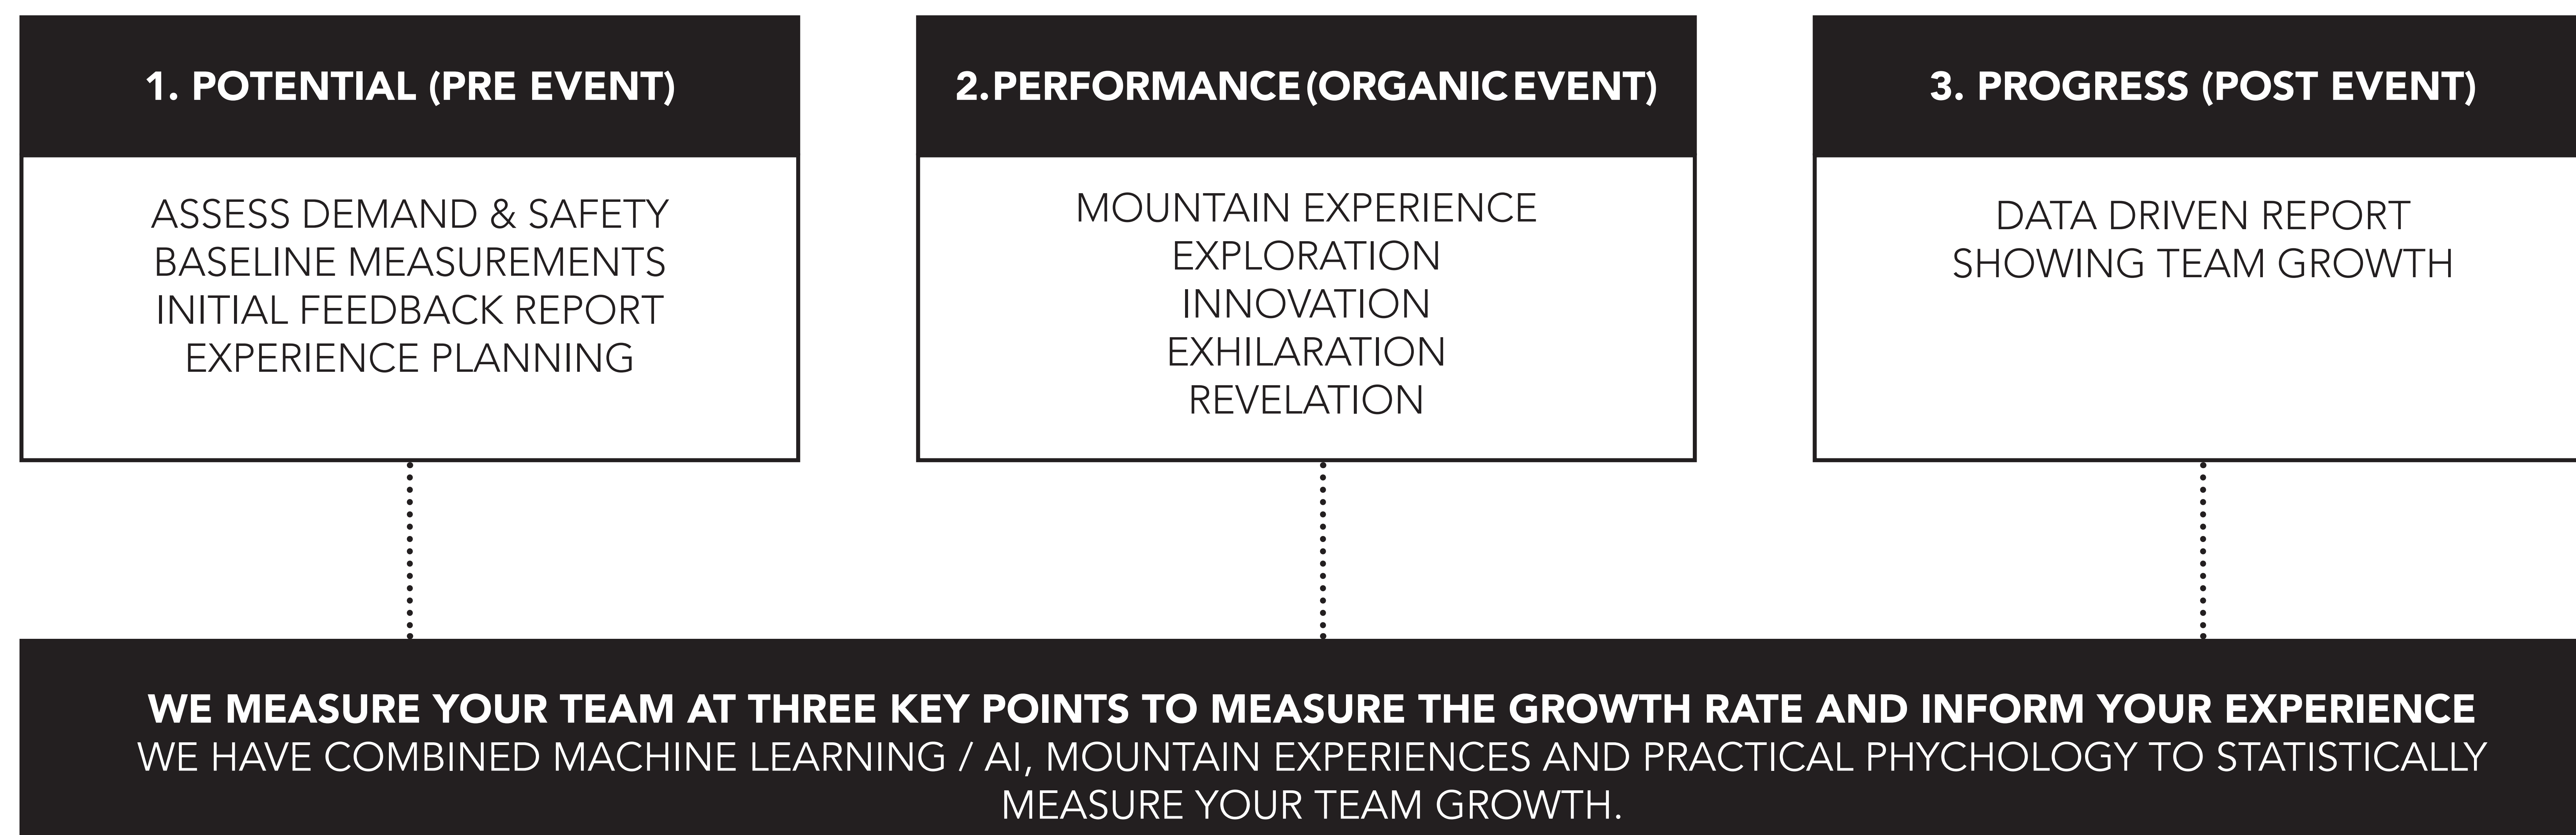 1. POTENTIAL (PRE EVENT)
ASSESS DEMAND & SAFETY
BASELINE MEASUREMENTS
INITIAL FEEDBACK REPORT
EXPERIENCE PLANNING
2.PERFORMANCE (ORGANIC EVENT)
MOUNTAIN EXPERIENCE
EXPLORATION
INNOVATION
EXHILARATION
REVELATION
3. PROGRESS (POST EVENT)
DATA DRIVEN REPORT
SHOWING TEAM GROWTH
WE MEASURE YOUR TEAM AT THREE KEY POINTS TO MEASURE THE GROWTH RATE AND INFORM YOUR EXPERIENCE
WE HAVE COMBINED MACHINE LEARNING / AI, MOUNTAIN EXPERIENCES AND PRACTICAL PHYCHOLOGY TO STATISTICALLY
MEASURE YOUR TEAM GROWTH.